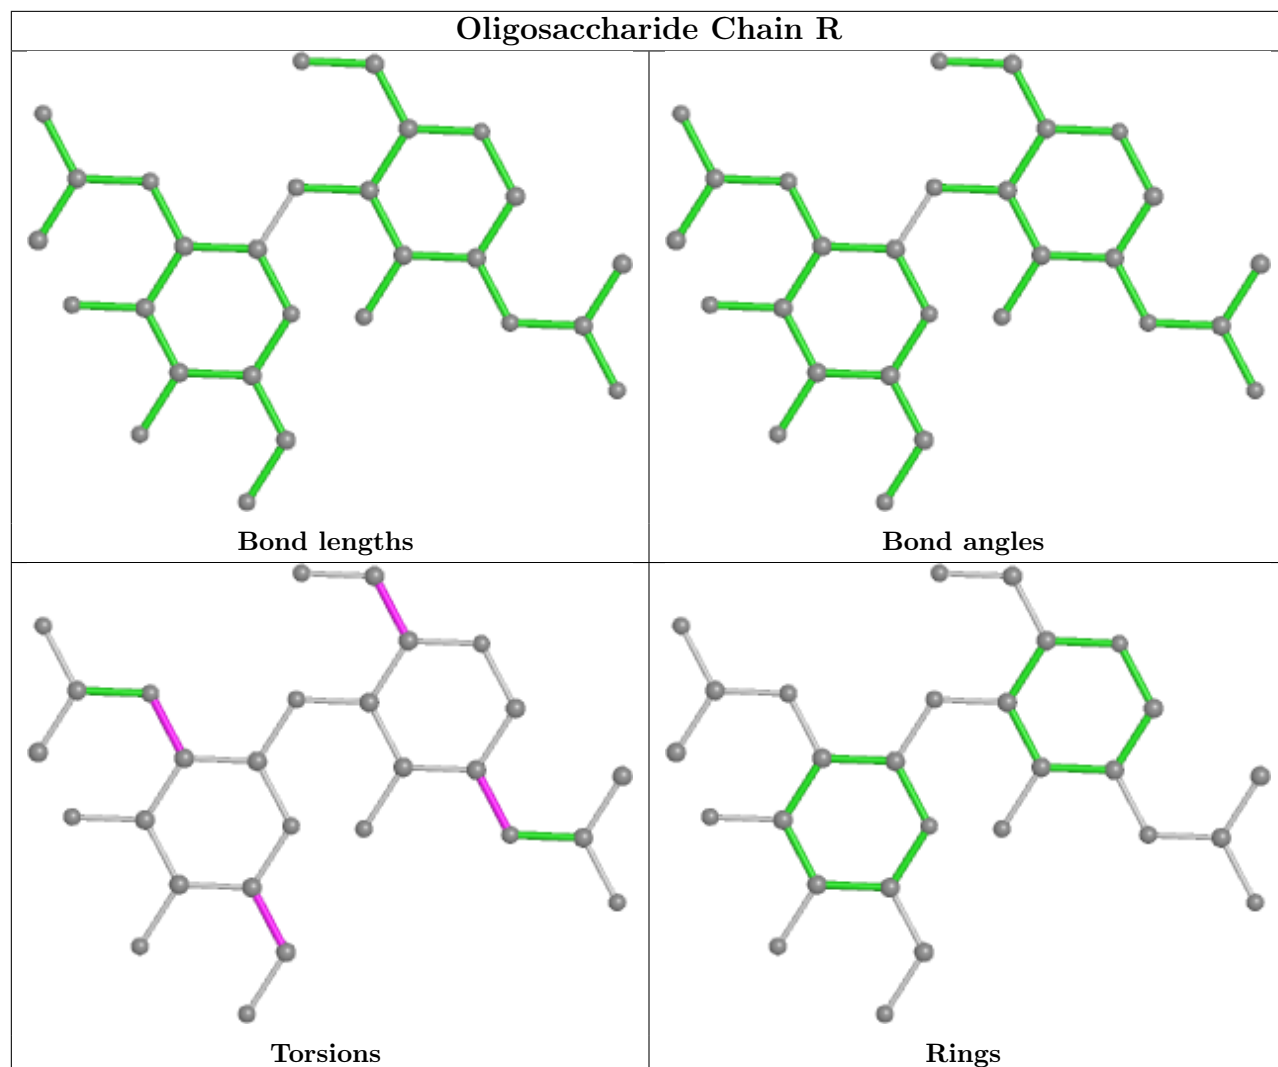 Oligosaccharide Chain R
Bond lengths
Bond angles
Torsions
Rings